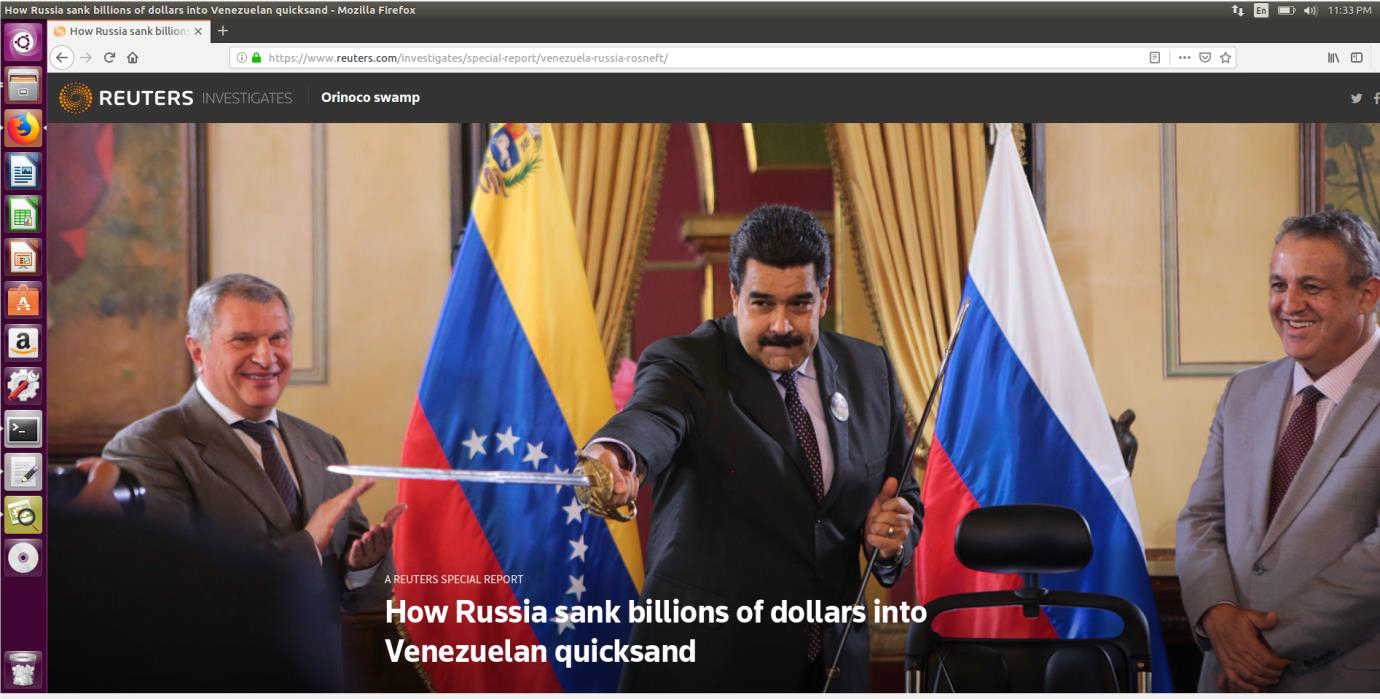 How Russia sank billions of dollars into Venezuelan quicksand - Mozilla Firefox
En
11:33 PM
How Russia sank billion
https://www.reuters.com/investigates/special-report/venezuela-russia-rosneft/
REUTERS INVESTIGATES
Orinoco swamp
A REUTERS SPECIAL REPORT
How Russia sank billions of dollars into
Venezuelan quicksand